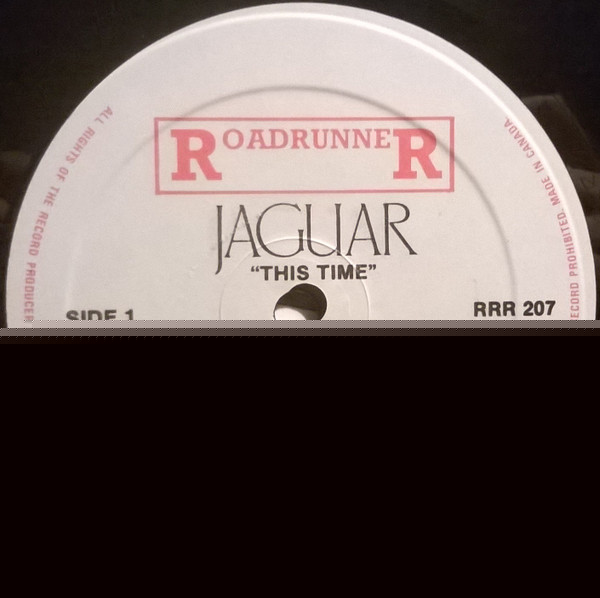 ROADRUNNER
JAGUAR
“THIS TIME”
SIDE 1
RRR 207
ALL RIGHTS OF THE RECORD PRODUCER
RECORD PROHIBITED MADE IN CANADA